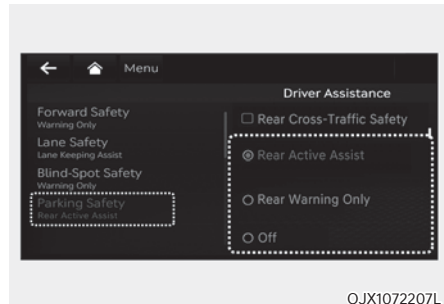 Menu
Driver Assistance
Forward Safety
Warning Only
Lane Safety
Lane Keeping Assist
Blind-Spot Safety
Warning Only
Parking Safety
Rear Active Assist
Rear Cross-Traffic Safety
Rear Active Assist
Rear Warning Only
Off
OJX1072207L